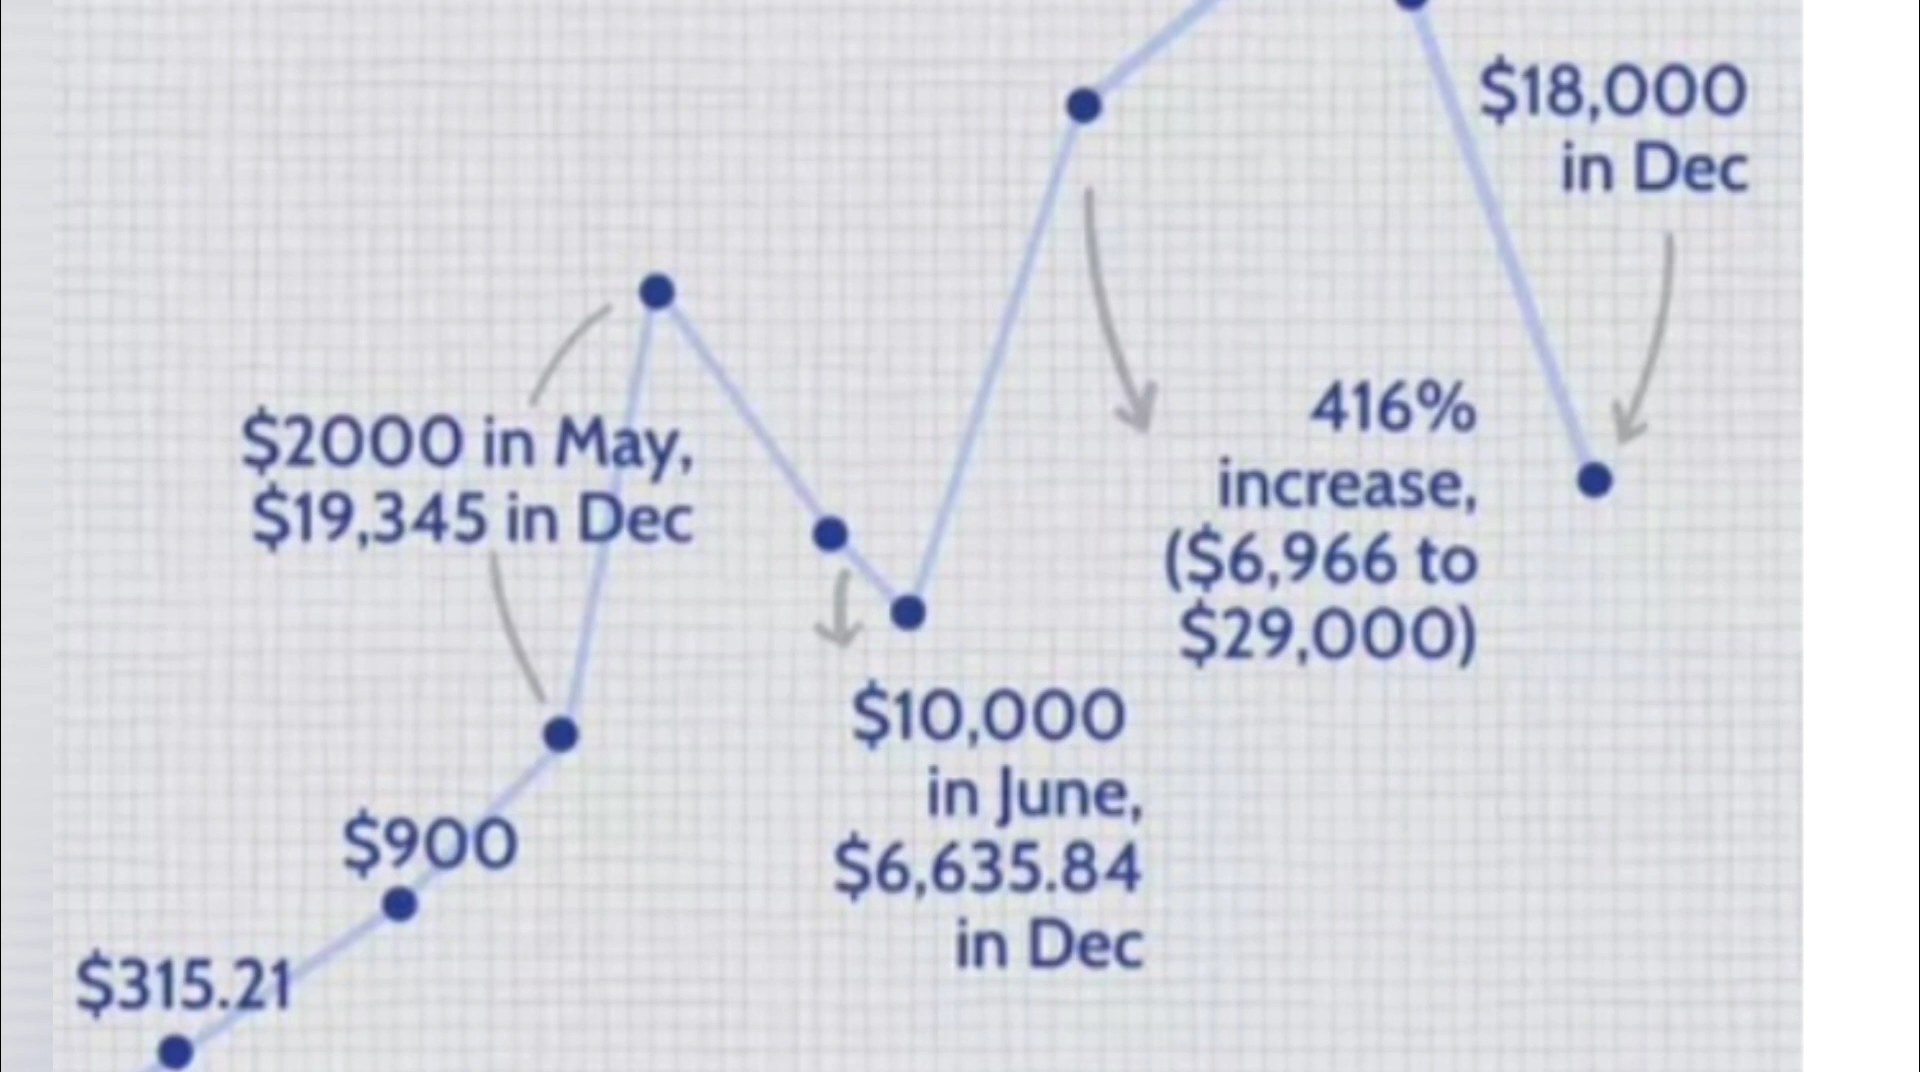 $18,000
in Dec
$2000 in May,
$19,345 in Dec
416%
increase,
($6,966 to
$29,000)
$10,000
in June,
$6,635.84
in Dec
$900
$315.21